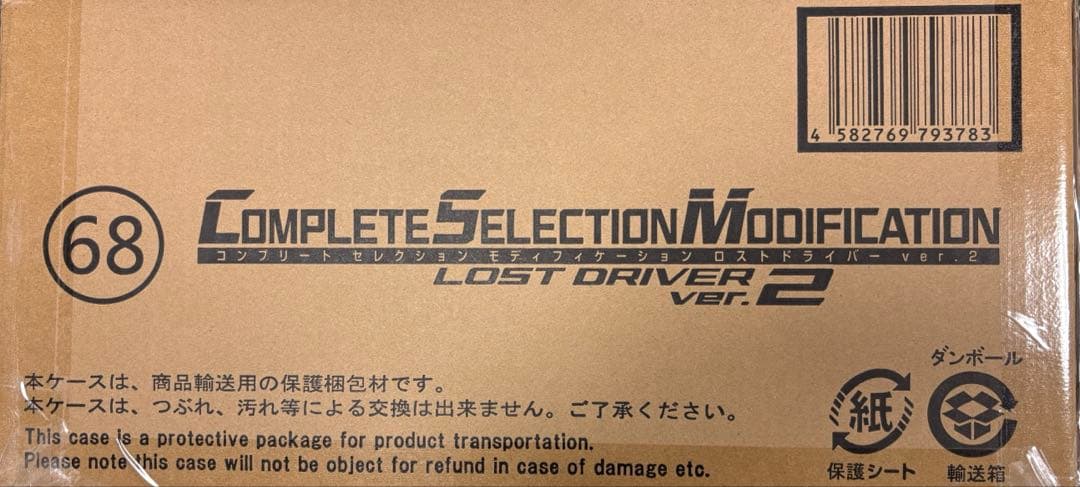 4 582769 793783
68
COMPLETE SELECTION MODIFICATION
コンプリート セレクション モディフィケーション ロストドライバー ver.2
LOST DRIVER
ver.2
本ケースは、商品輸送用の保護梱包材です。
本ケースは、つぶれ、汚れ等による交換は出来ません。ご了承ください。
This case is a protective package for product transportation.
Please note this case will not be object for refund in case of damage etc.
紙
保護シート
ダンボール
輸送箱